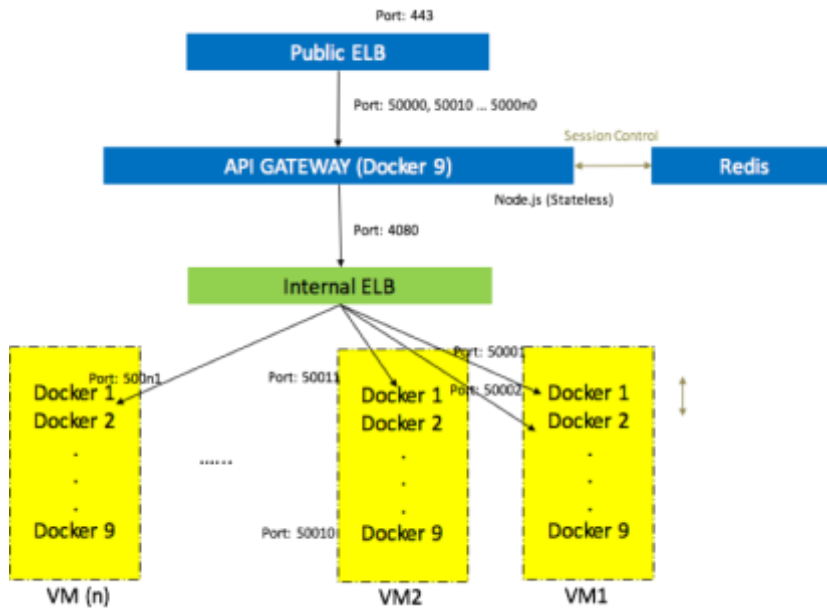 Port: 443
Public ELB
Port: 50000, 50010 ... 5000n0
Session Control
API GATEWAY (Docker 9)
Redis
Node.js (Stateless)
Port: 4080
Internal ELB
Port: 50001
Port: 500n1
Port: 50011
Port: 50002
Docker 1
Docker 2
.
.
.
Docker 9
VM (n)
......
Docker 1
Docker 2
.
.
.
Port: 50010
Docker 9
VM2
Docker 1
Docker 2
.
.
.
Docker 9
VM1